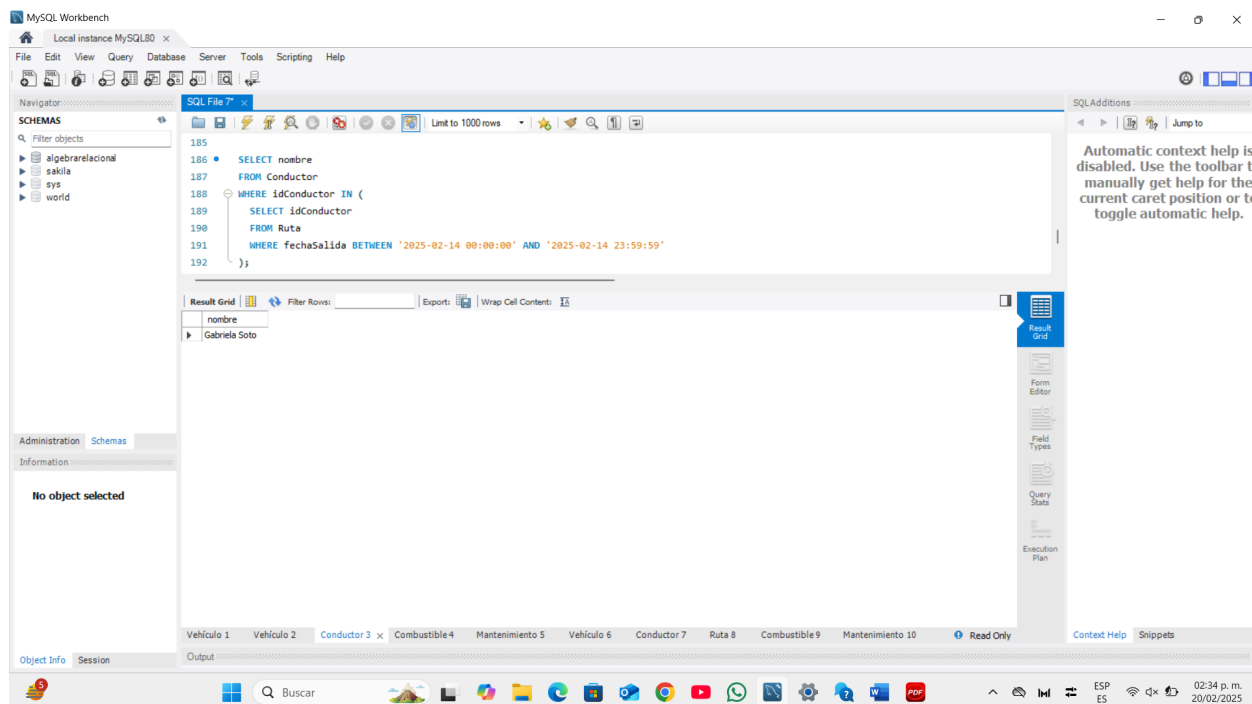 MySQL Workbench
Local instance MySQL80
File Edit View Query Database Server Tools Scripting Help
Navigator
SCHEMAS
Filter objects
algebrarelacional
sakila
sys
world
Administration Schemas
Information
No object selected
Object Info Session
SQL File 7*
Limit to 1000 rows
185
186 SELECT nombre
187 FROM Conductor
188 WHERE idConductor IN (
189 SELECT idConductor
190 FROM Ruta
191 WHERE fechaSalida BETWEEN '2025-02-14 00:00:00' AND '2025-02-14 23:59:59'
192 );
Result Grid Filter Rows: Export: Wrap Cell Content:
nombre
Gabriela Soto
Result Grid
Form Editor
Field Types
Query Stats
Execution Plan
Vehículo 1 Vehículo 2 Conductor 3 Combustible 4 Mantenimiento 5 Vehículo 6 Conductor 7 Ruta 8 Combustible 9 Mantenimiento 10 Read Only
Output
SQLAdditions
Jump to
Automatic context help is
disabled. Use the toolbar t
manually get help for the
current caret position or to
toggle automatic help.
Context Help Snippets
5
Buscar
PDF
ESP
ES
02:34 p. m.
20/02/2025